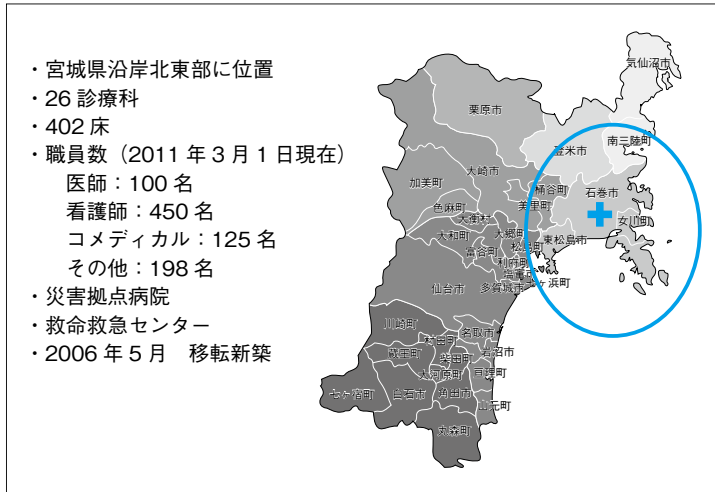 ・宮城県沿岸北東部に位置
・26 診療科
・402 床
・職員数（2011 年 3 月 1 日現在）
医師：100 名
看護師：450 名
コメディカル：125 名
その他：198 名
・災害拠点病院
・救命救急センター
・2006 年 5 月　移転新築
気仙沼市
栗原市
南三陸町
登米市
大崎市
加美町
涌谷町
石巻市
美里町
色麻町
女川町
大衡村
大和町
大郷町
東松島市
松島町
富谷町
利府町
塩竈市
仙台市
多賀城市
七ヶ浜町
川崎町
名取市
村田町
岩沼市
蔵王町
柴田町
大河原町
亘理町
七ヶ宿町
白石市
角田市
山元町
丸森町